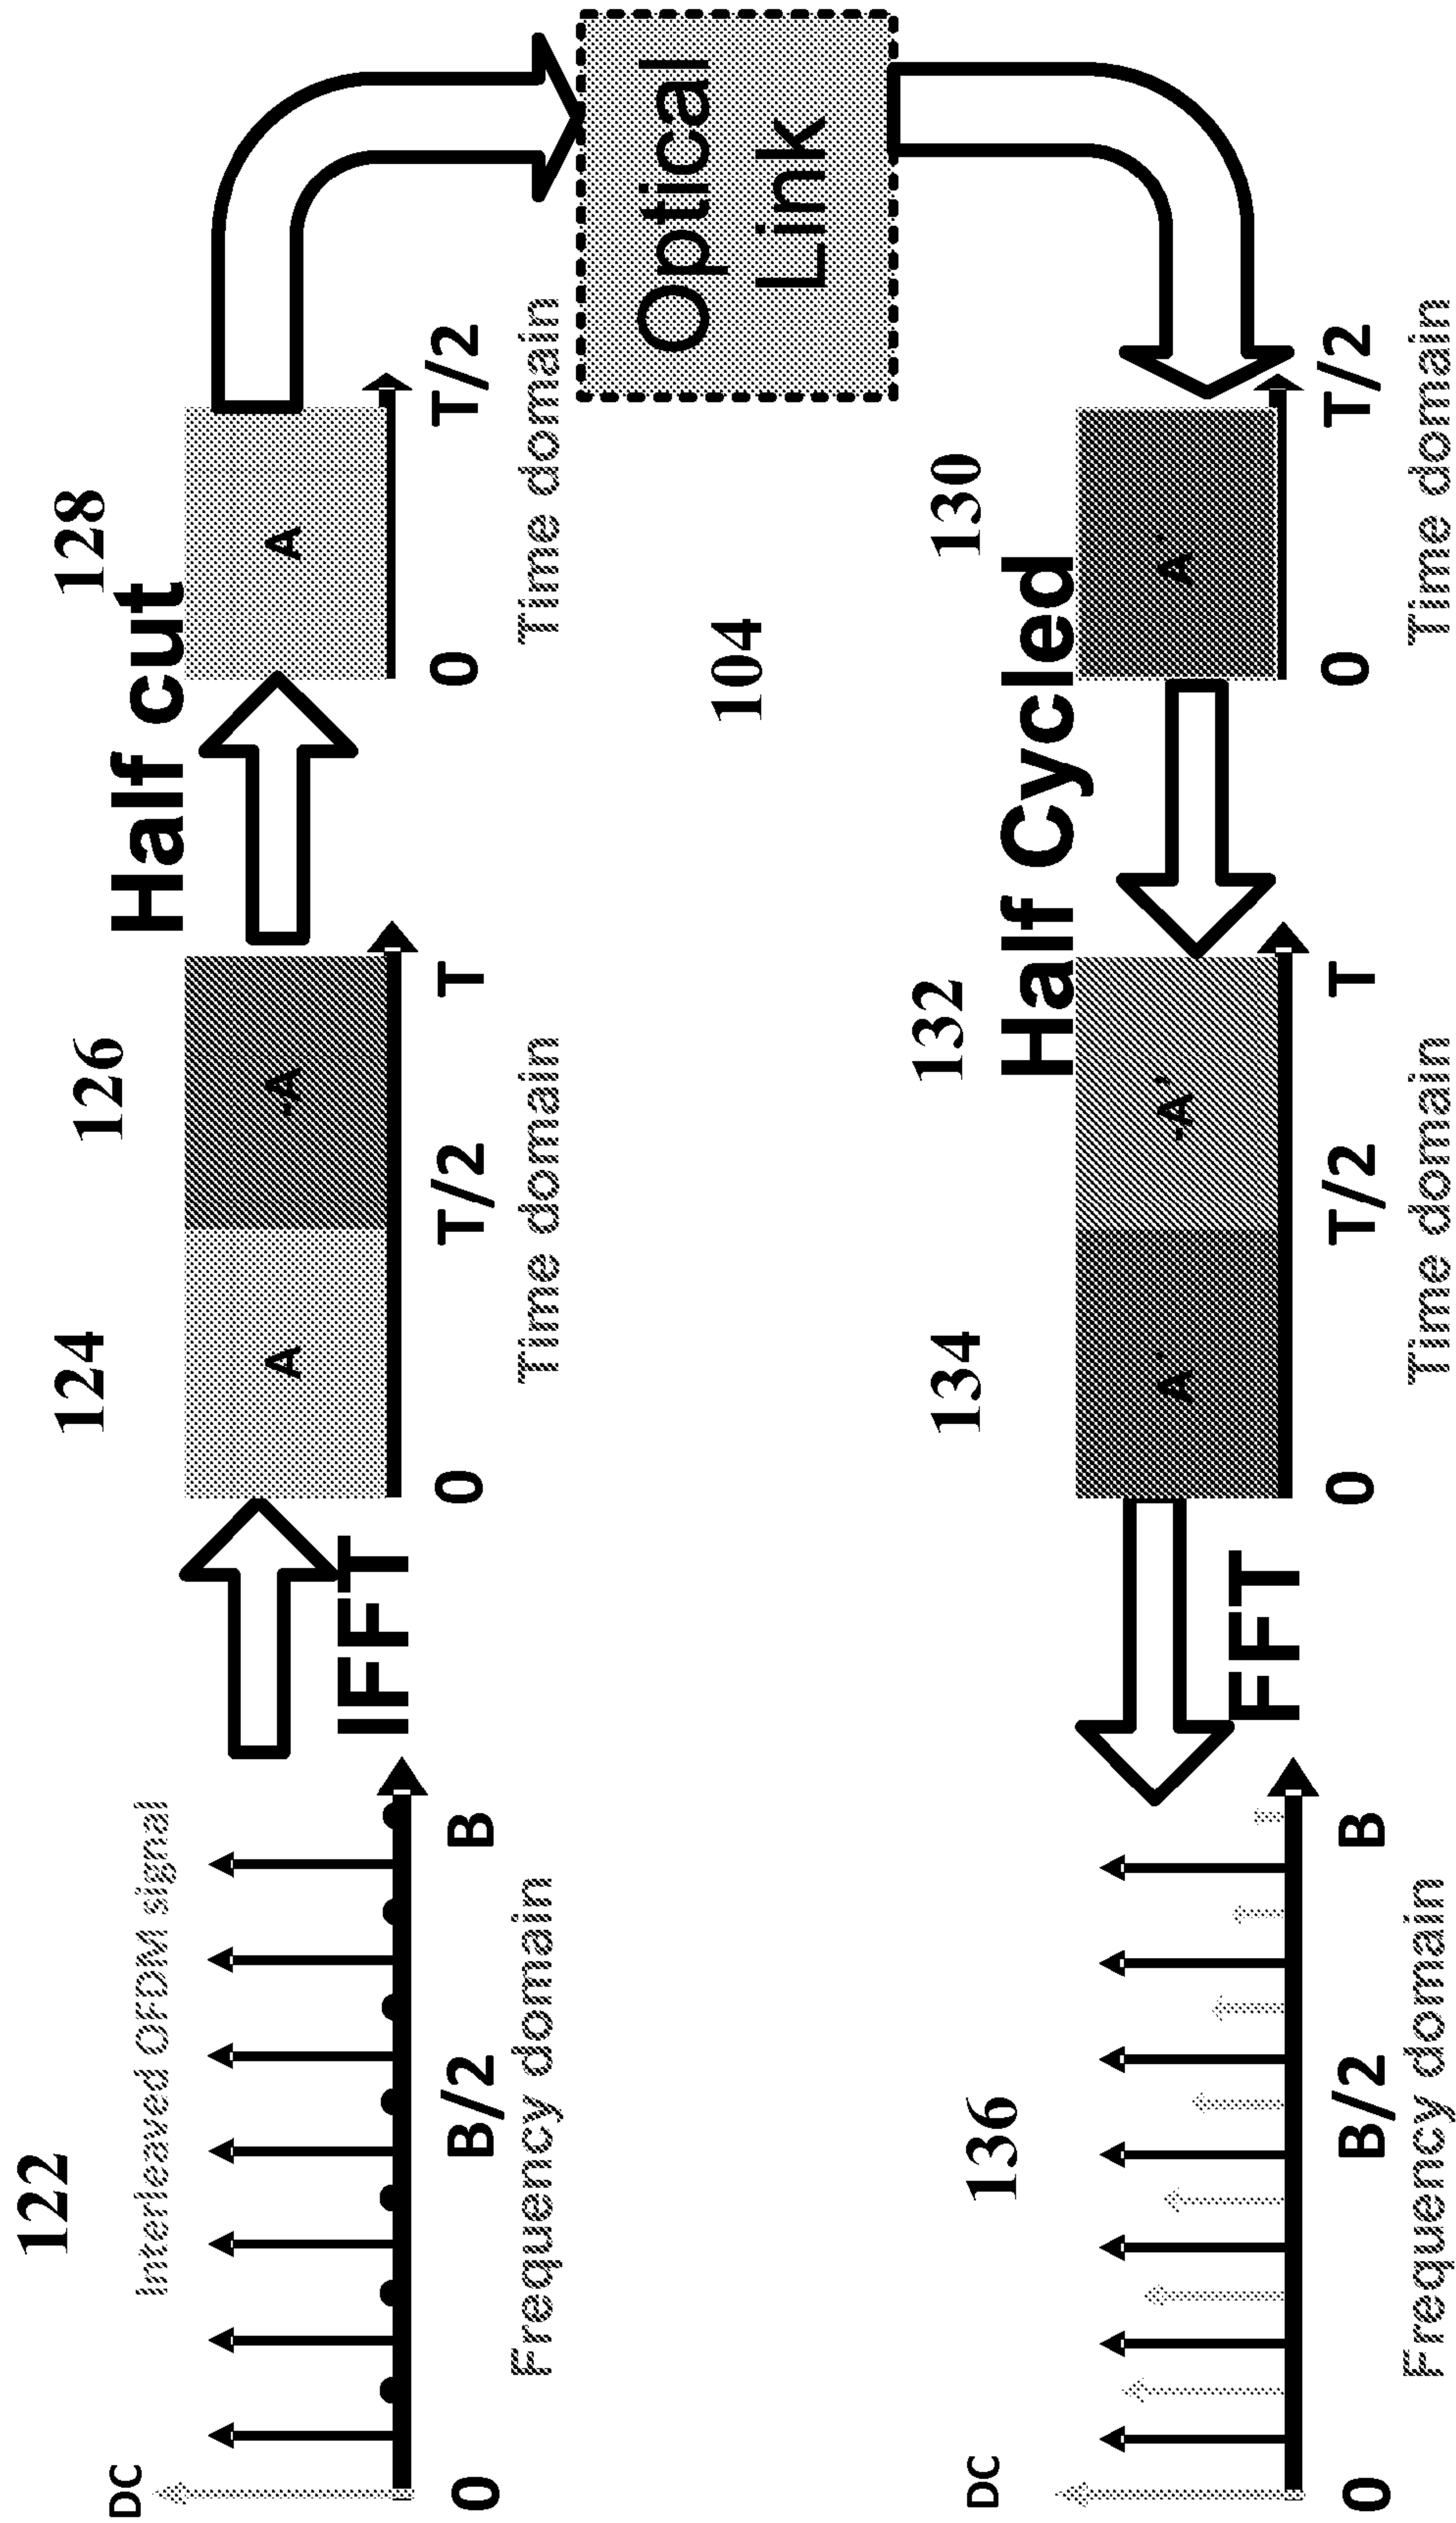 122
Interleaved OFDM signal
DC
0
B/2
B
Frequency domain
IFFT
124
126
A
-A
0
T/2
T
Time domain
Half cut
128
A
0
T/2
Time domain
Optical
Link
104
130
A'
0
T/2
Time domain
Half Cycled
134
132
A'
-A'
0
T/2
T
Time domain
FFT
136
DC
0
B/2
B
Frequency domain